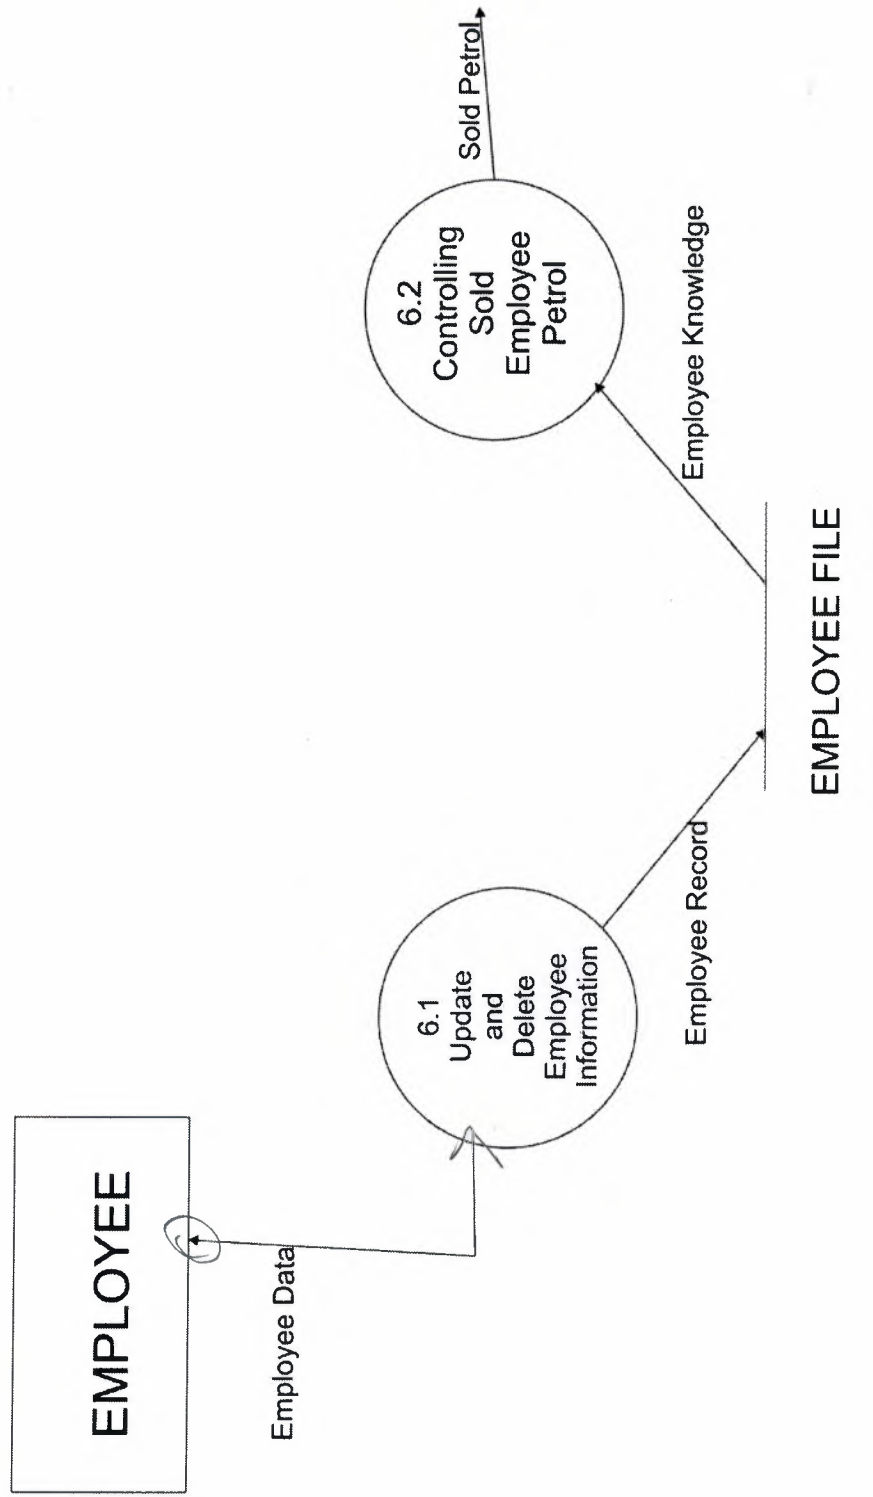 EMPLOYEE
Employee Data
6.1
Update
and
Delete
Employee
Information
Employee Record
EMPLOYEE FILE
Employee Knowledge
6.2
Controlling
Sold
Employee
Petrol
Sold Petrol